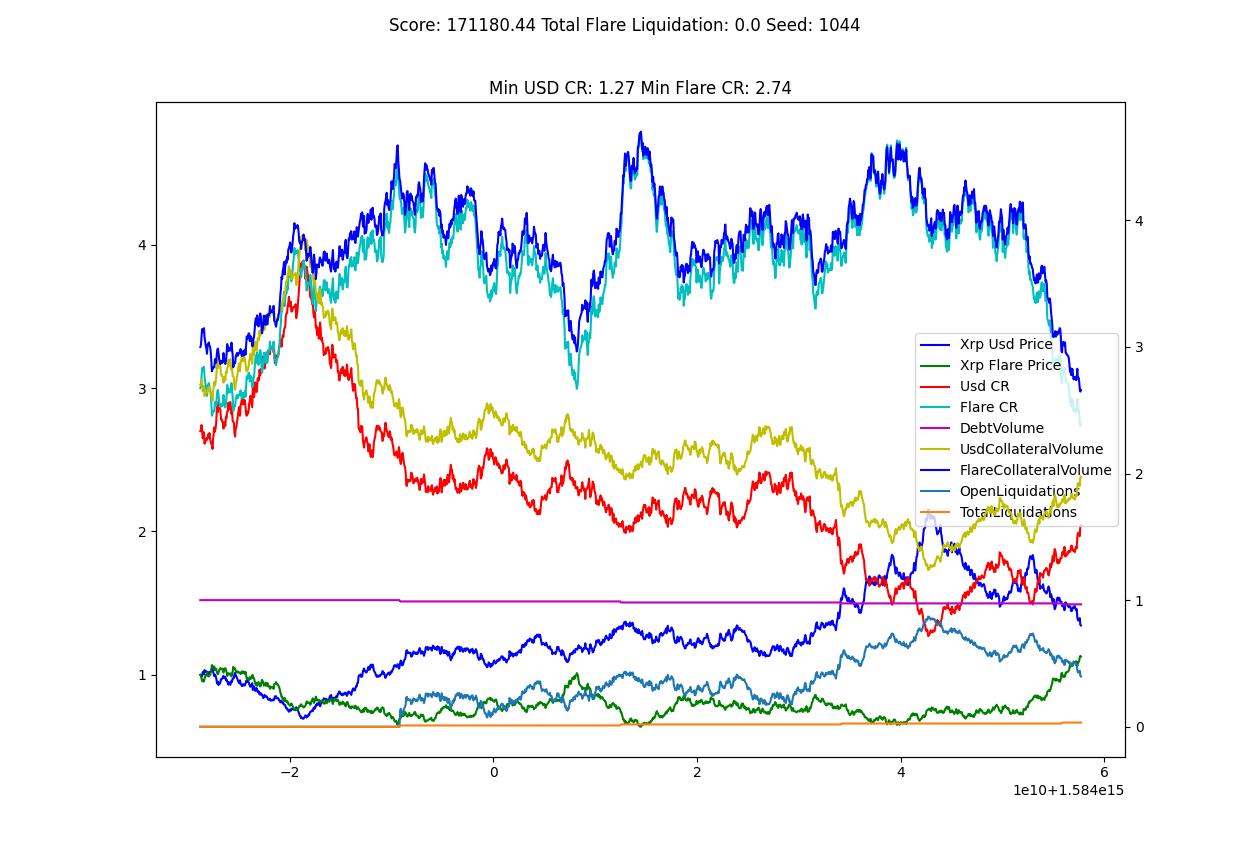 Score: 171180.44 Total Flare Liquidation: 0.0 Seed: 1044
Min USD CR: 1.27 Min Flare CR: 2.74
4
3
2
1
4
3
2
1
0
Xrp Usd Price
Xrp Flare Price
Usd CR
Flare CR
DebtVolume
UsdCollateralVolume
FlareCollateralVolume
OpenLiquidations
TotalLiquidations
−2 0 2 4 6
1e10+1.584e15